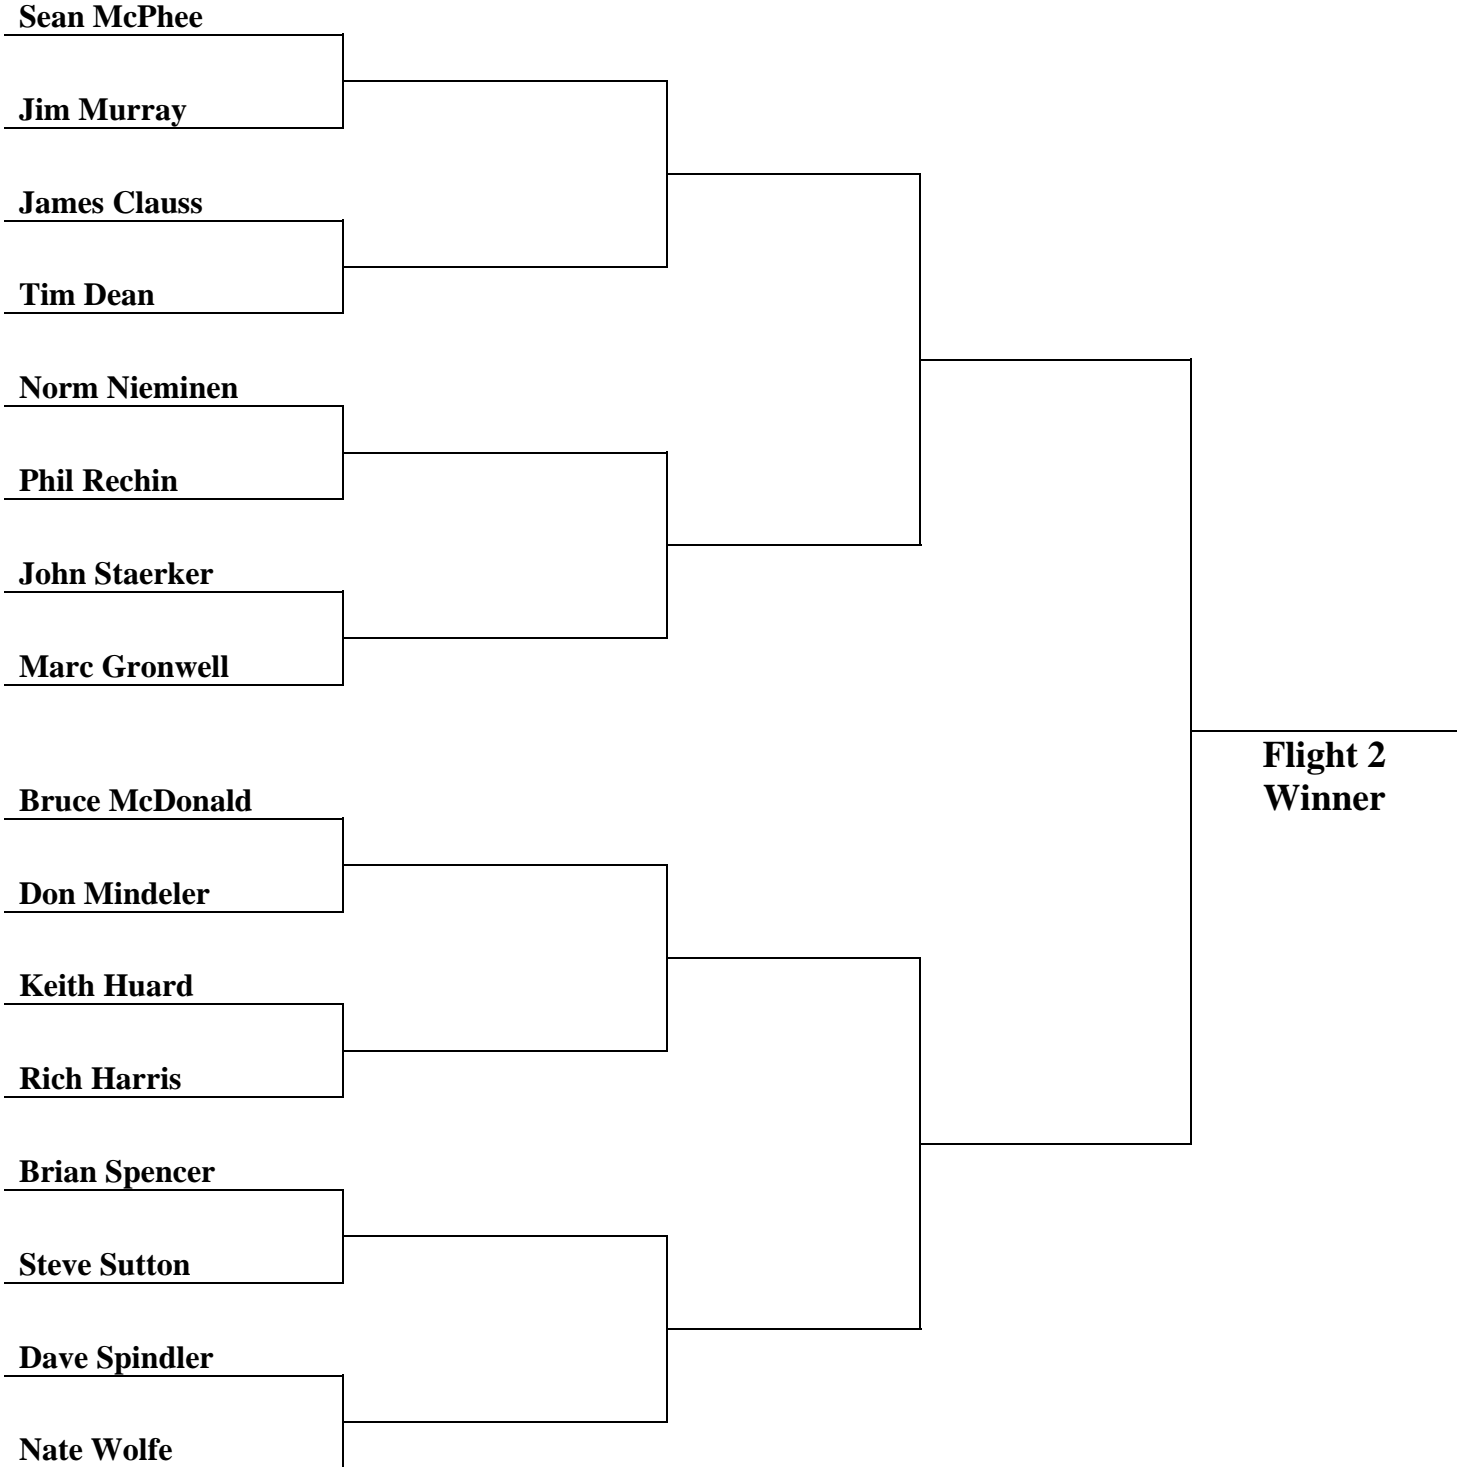 Sean McPhee
Jim Murray
James Clauss
Tim Dean
Norm Nieminen
Phil Rechin
John Staerker
Marc Gronwell
Flight 2
Winner
Bruce McDonald
Don Mindeler
Keith Huard
Rich Harris
Brian Spencer
Steve Sutton
Dave Spindler
Nate Wolfe